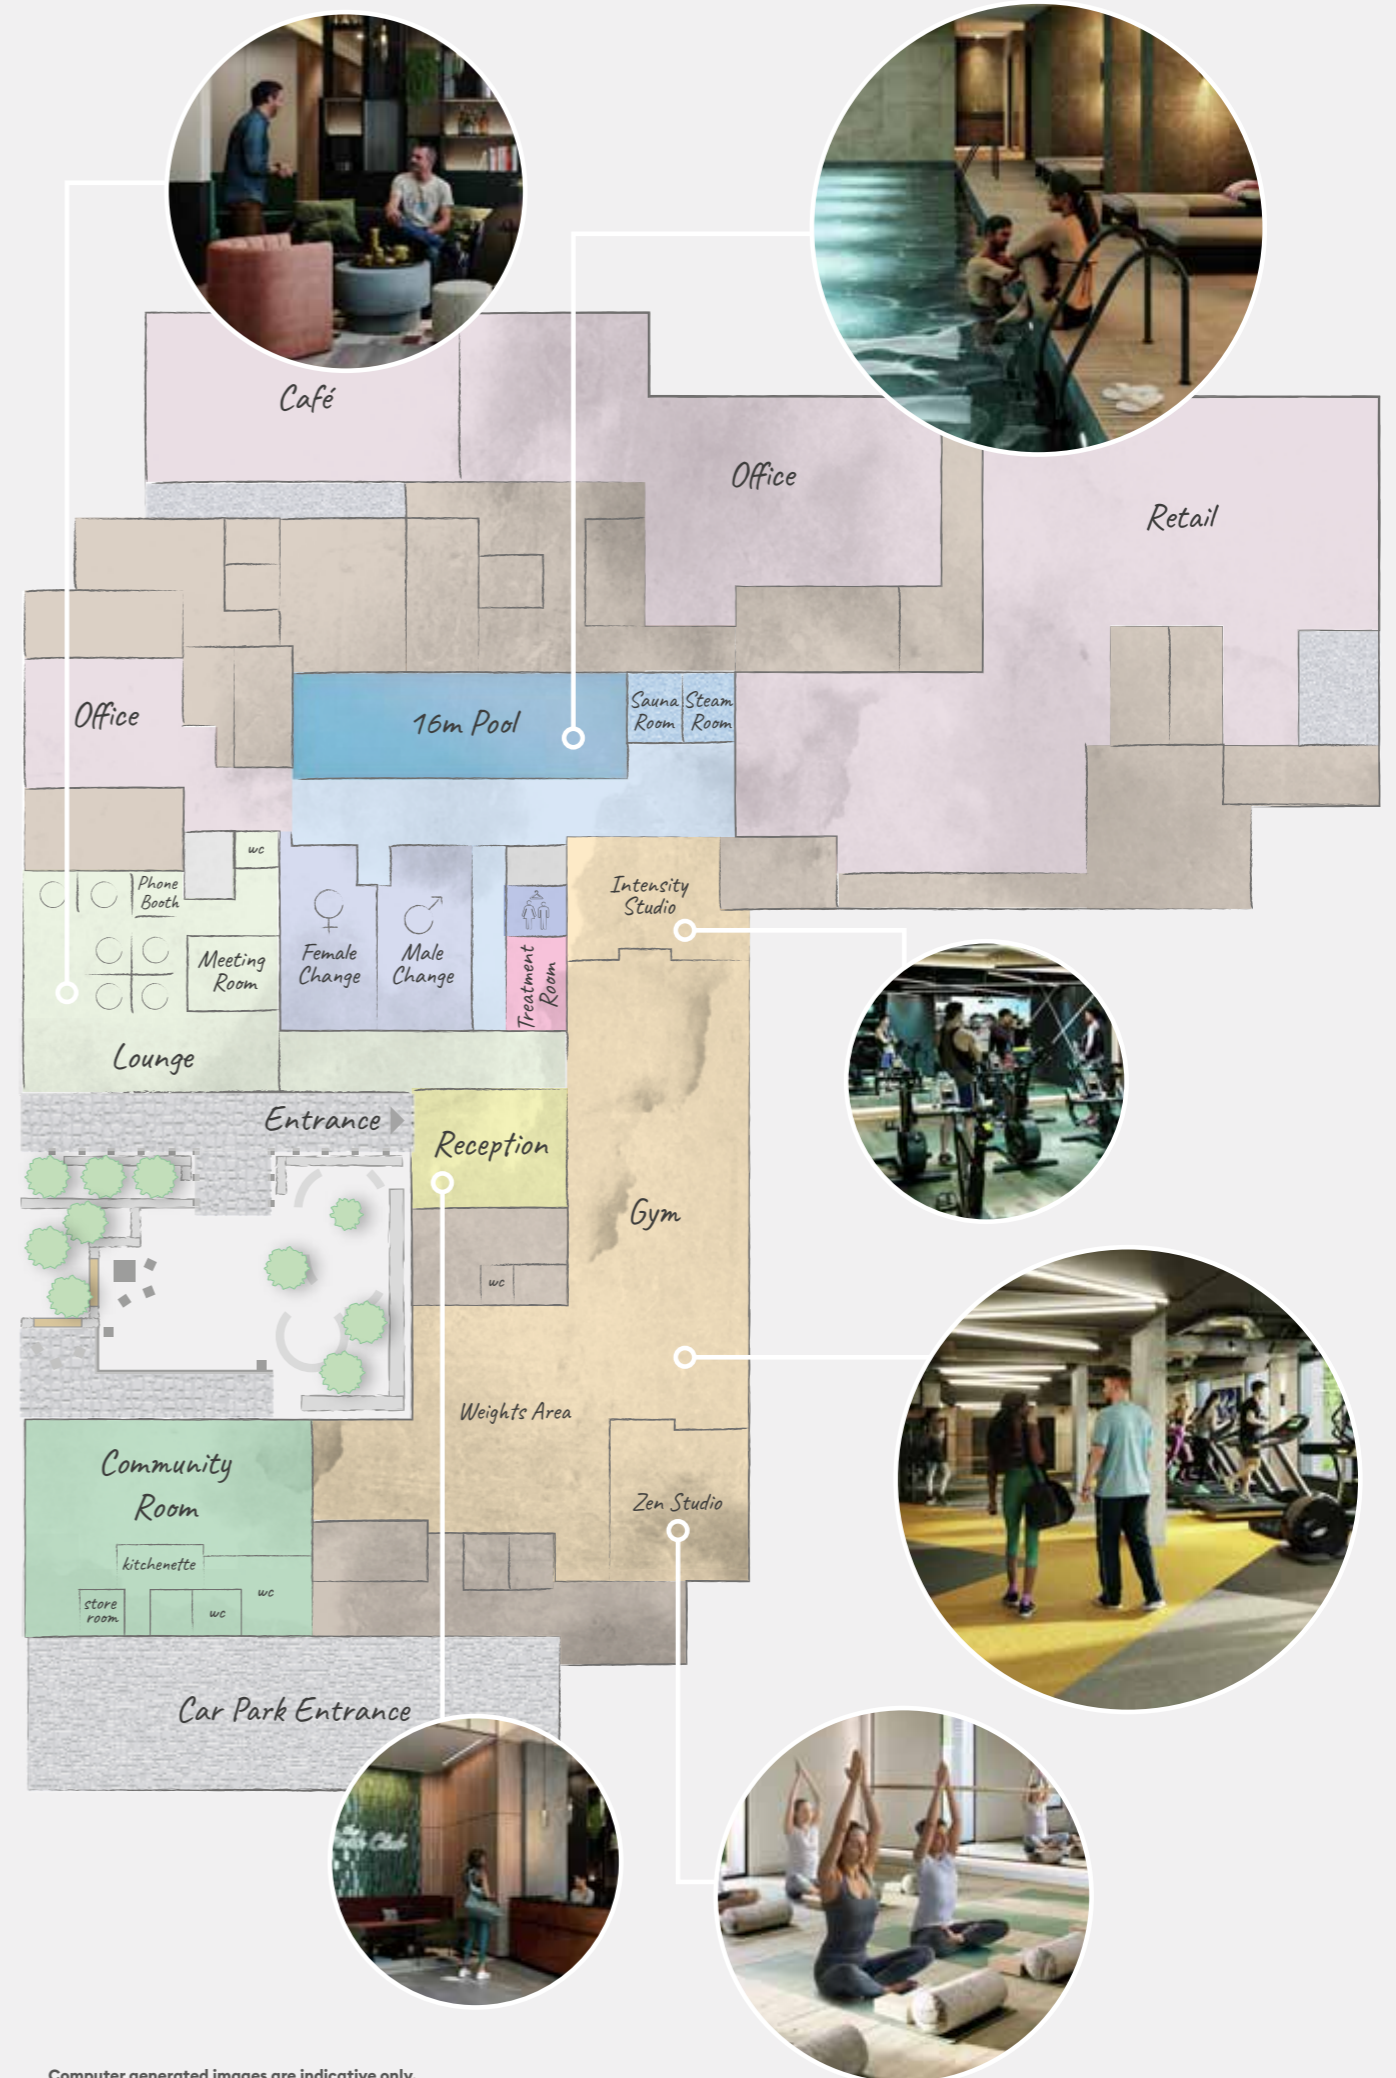 Café
Office
Retail
Office
16m Pool
Sauna
Room
Steam
Room
wc
Phone
Booth
Intensity
Studio
Female
Change
Male
Change
Meeting
Room
Treatment
Room
Lounge
Entrance
Reception
Gym
wc
Weights Area
Community
Room
Zen Studio
kitchenette
wc
store
room
wc
Car Park Entrance
the
Club
Computer generated images are indicative only.